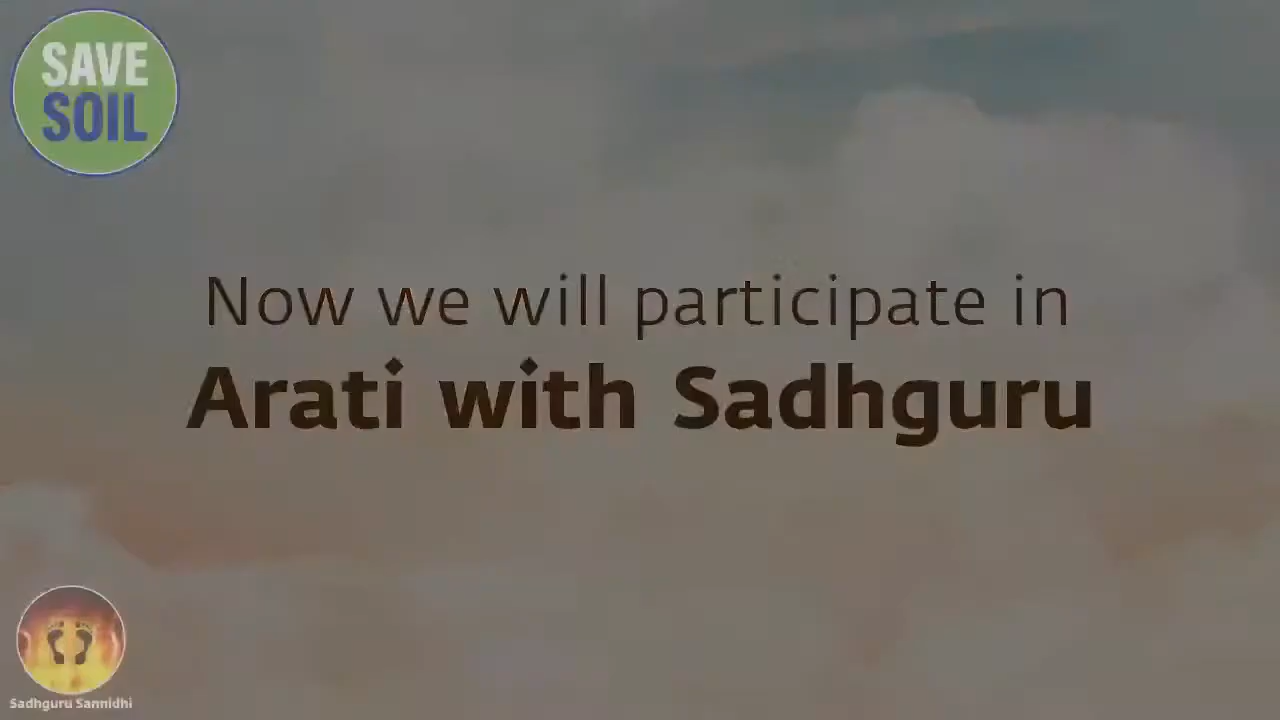 SAVE
SOIL
Now we will participate in
Arati with Sadhguru
Sadhguru Sannidhi